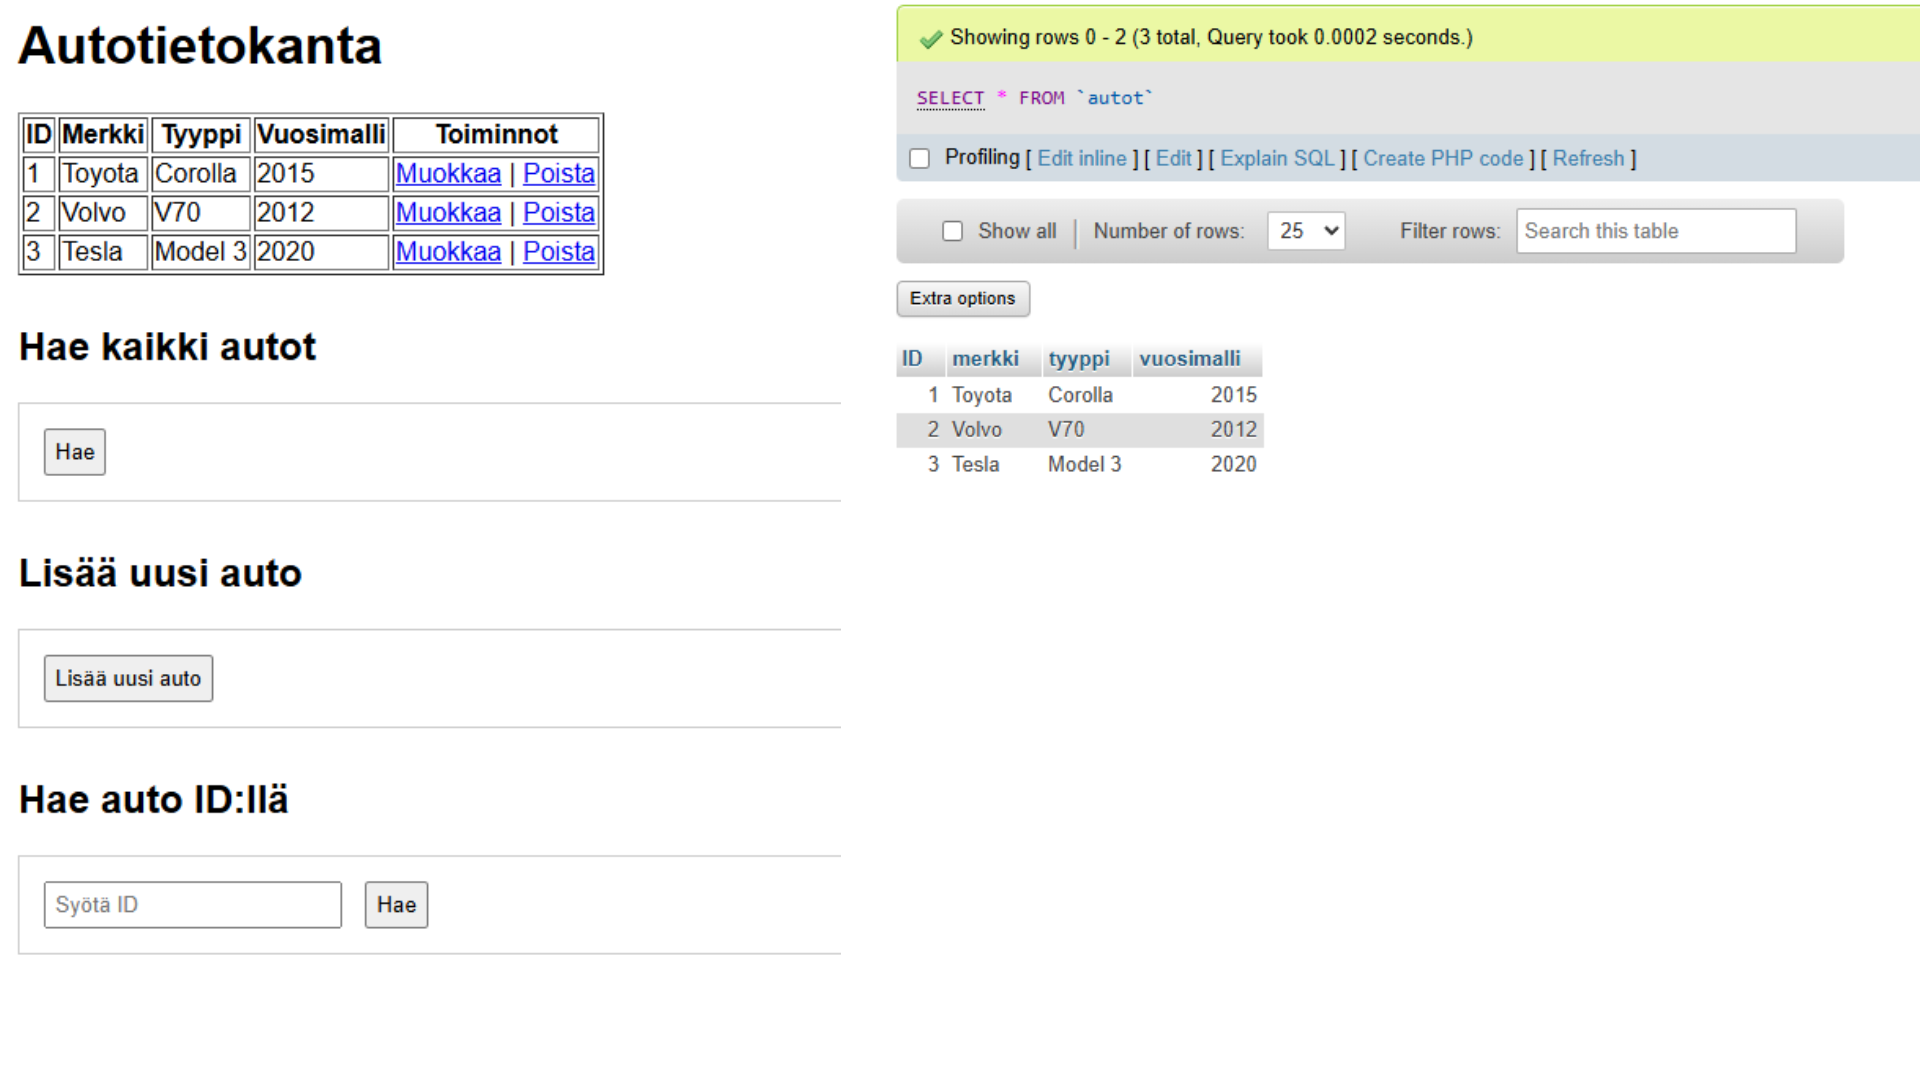 Autotietokanta
ID Merkki Tyyppi Vuosimalli Toiminnot
1 Toyota Corolla 2015 Muokkaa | Poista
2 Volvo V70 2012 Muokkaa | Poista
3 Tesla Model 3 2020 Muokkaa | Poista
Hae kaikki autot
Hae
Lisää uusi auto
Lisää uusi auto
Hae auto ID:llä
Syötä ID Hae
Showing rows 0 - 2 (3 total, Query took 0.0002 seconds.)
SELECT * FROM `autot`
Profiling [ Edit inline ] [ Edit ] [ Explain SQL ] [ Create PHP code ] [ Refresh ]
Show all | Number of rows: 25 Filter rows: Search this table
Extra options
ID merkki tyyppi vuosimalli
1 Toyota Corolla 2015
2 Volvo V70 2012
3 Tesla Model 3 2020